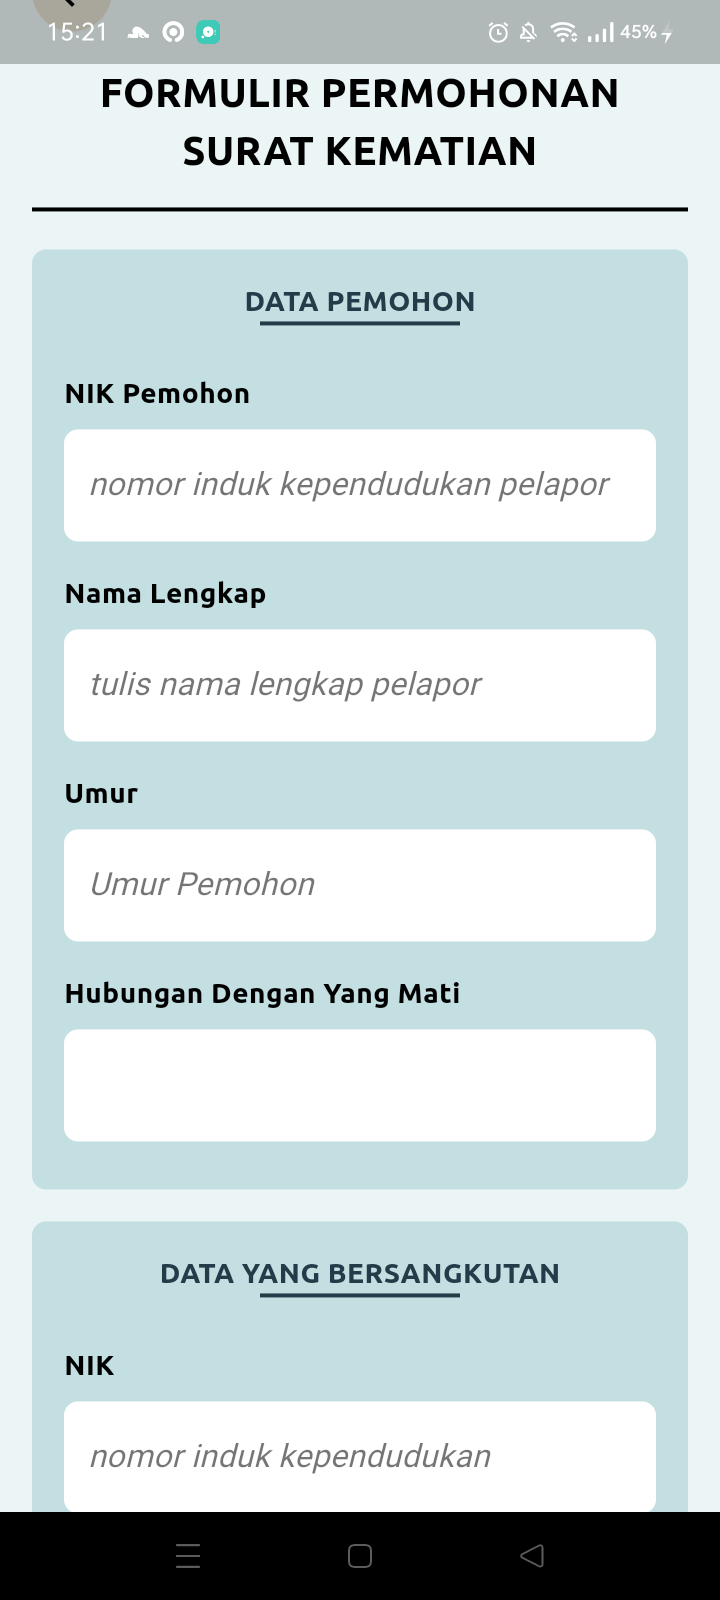 15:21
45%
FORMULIR PERMOHONAN
SURAT KEMATIAN
DATA PEMOHON
NIK Pemohon
nomor induk kependudukan pelapor
Nama Lengkap
tulis nama lengkap pelapor
Umur
Umur Pemohon
Hubungan Dengan Yang Mati
DATA YANG BERSANGKUTAN
NIK
nomor induk kependudukan